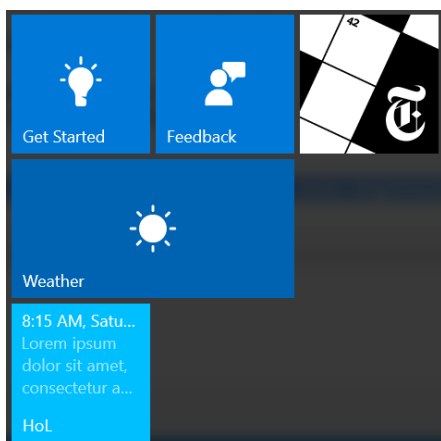 Get Started
Feedback
42
T
Weather
8:15 AM, Satu...
Lorem ipsum
dolor sit amet,
consectetur a...
HoL